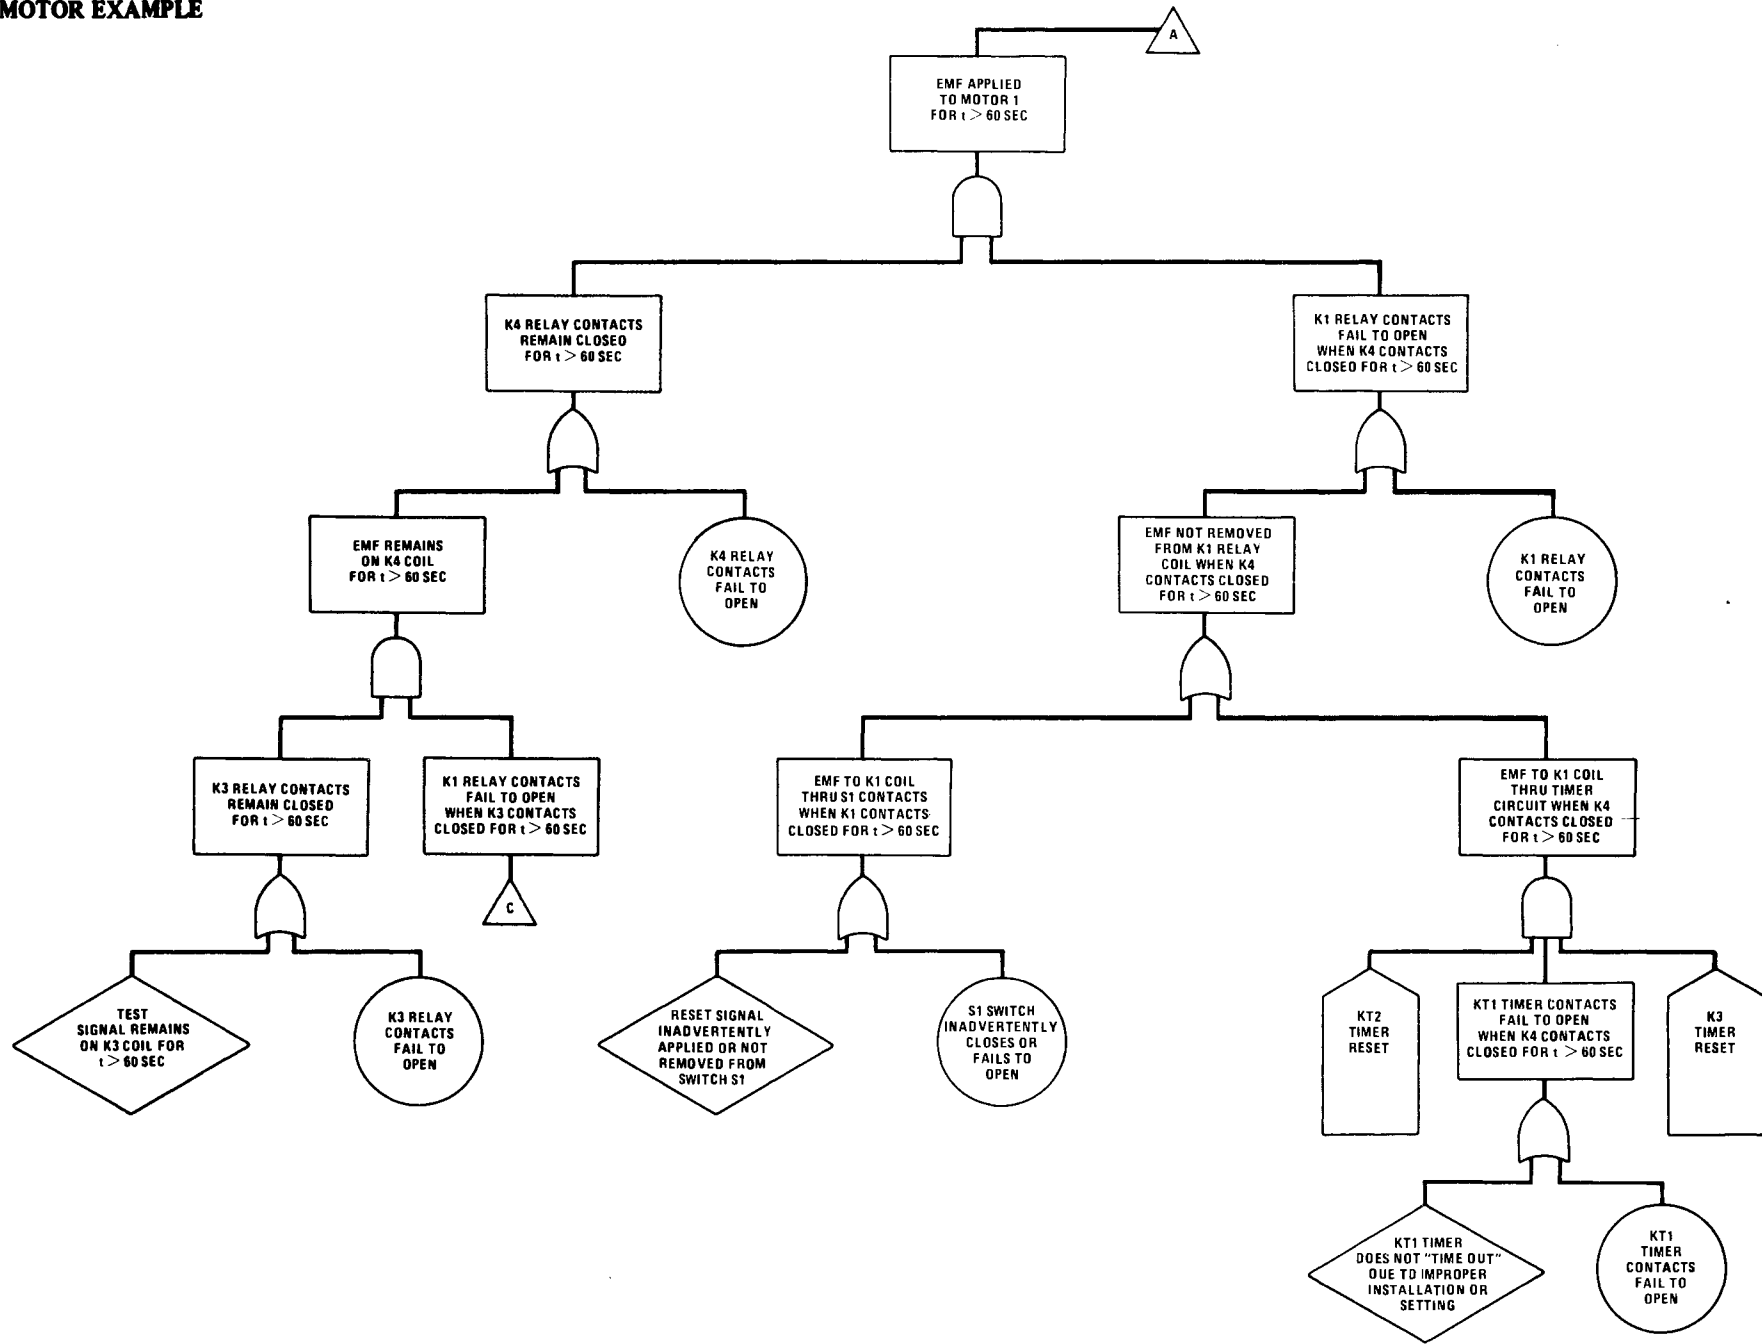 MOTOR EXAMPLE
A
EMF APPLIED
TO MOTOR 1
FOR t > 60 SEC
K4 RELAY CONTACTS
REMAIN CLOSED
FOR t > 60 SEC
K1 RELAY CONTACTS
FAIL TO OPEN
WHEN K4 CONTACTS
CLOSED FOR t > 60 SEC
EMF REMAINS
ON K4 COIL
FOR t > 60 SEC
K4 RELAY
CONTACTS
FAIL TO
OPEN
EMF NOT REMOVED
FROM K1 RELAY
COIL WHEN K4
CONTACTS CLOSED
FOR t > 60 SEC
K1 RELAY
CONTACTS
FAIL TO
OPEN
K3 RELAY CONTACTS
REMAIN CLOSED
FOR t > 60 SEC
K1 RELAY CONTACTS
FAIL TO OPEN
WHEN K3 CONTACTS
CLOSED FOR t > 60 SEC
EMF TO K1 COIL
THRU S1 CONTACTS
WHEN K1 CONTACTS
CLOSED FOR t > 60 SEC
EMF TO K1 COIL
THRU TIMER
CIRCUIT WHEN K4
CONTACTS CLOSED
FOR t > 60 SEC
C
TEST
SIGNAL REMAINS
ON K3 COIL FOR
t > 60 SEC
K3 RELAY
CONTACTS
FAIL TO
OPEN
RESET SIGNAL
INADVERTENTLY
APPLIED OR NOT
REMOVED FROM
SWITCH S1
S1 SWITCH
INADVERTENTLY
CLOSES OR
FAILS TO
OPEN
KT2
TIMER
RESET
KT1 TIMER CONTACTS
FAIL TO OPEN
WHEN K4 CONTACTS
CLOSED FOR t > 60 SEC
K3
TIMER
RESET
KT1 TIMER
DOES NOT "TIME OUT"
DUE TO IMPROPER
INSTALLATION OR
SETTING
KT1
TIMER
CONTACTS
FAIL TO
OPEN